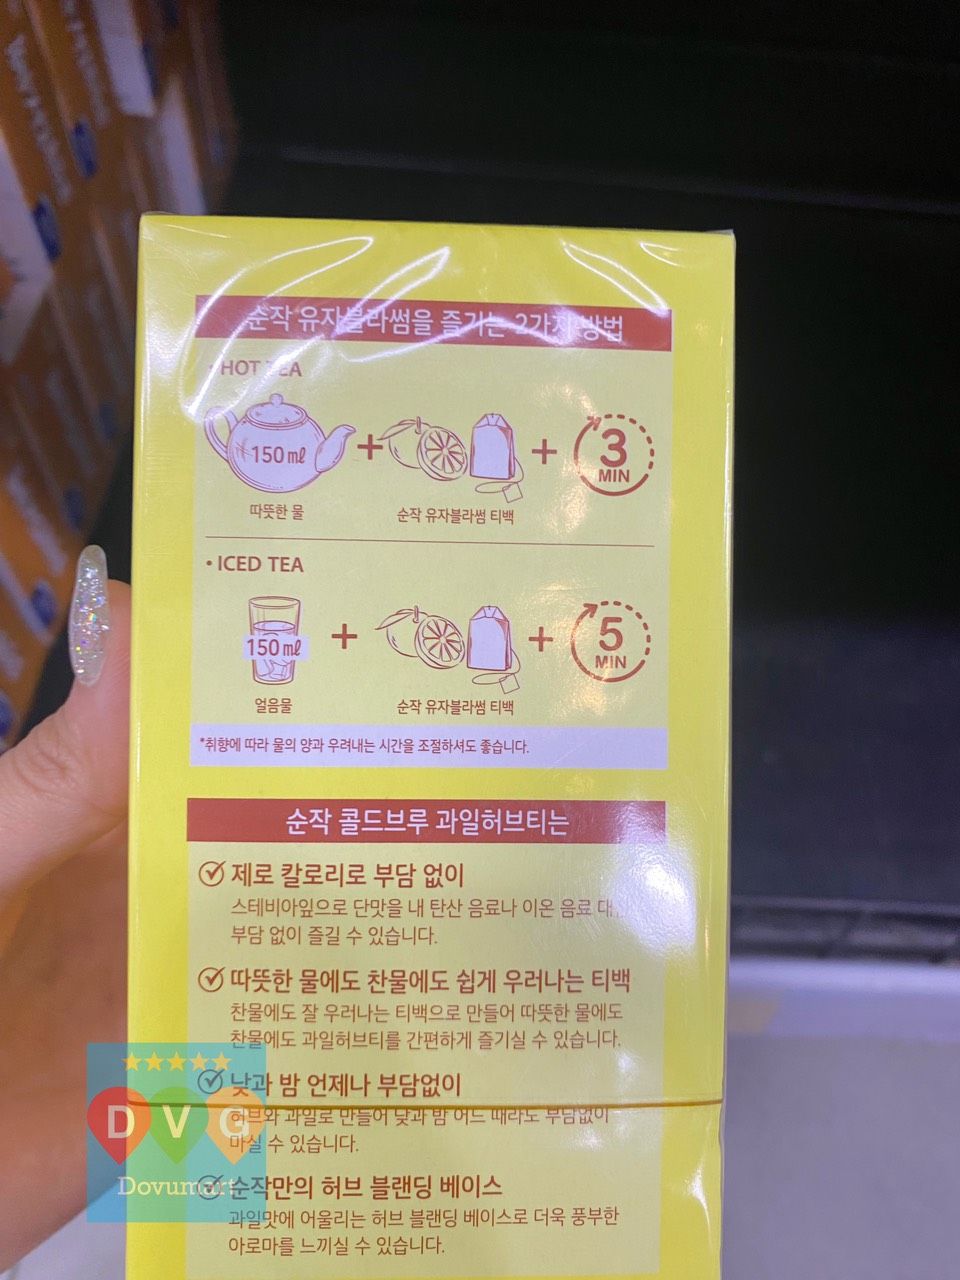 순작 유자블라썸을 즐기는 2가지 방법
• HOT TEA
150 ml
3
MIN
따뜻한 물
순작 유자블라썸 티백
• ICED TEA
150 ml
5
MIN
얼음물
순작 유자블라썸 티백
*취향에 따라 물의 양과 우려내는 시간을 조절하셔도 좋습니다.
순작 콜드브루 과일허브티는
제로 칼로리로 부담 없이
스테비아잎으로 단맛을 내 탄산 음료나 이온 음료
부담 없이 즐길 수 있습니다.
따뜻한 물에도 찬물에도 쉽게 우러나는 티백
찬물에도 잘 우러나는 티백으로 만들어 따뜻한 물에도
찬물에도 과일허브티를 간편하게 즐기실 수 있습니다.
낮과 밤 언제나 부담없이
허브와 과일로 만들어 낮과 밤 어느 때라도 부담없이
마실 수 있습니다.
순작만의 허브 블랜딩 베이스
과일맛에 어울리는 허브 블랜딩 베이스로 더욱 풍부한
아로마를 느끼실 수 있습니다.
D V G
Dovumart